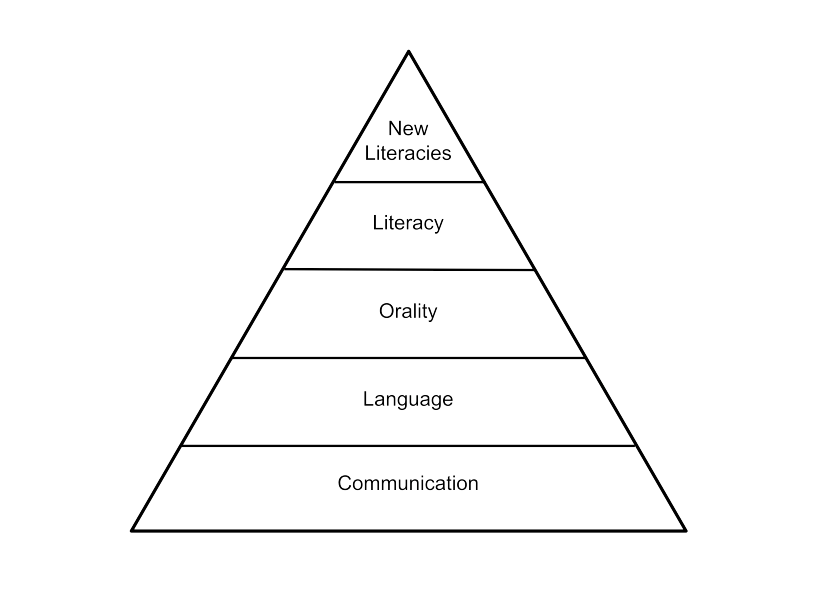 New
Literacies
Literacy
Orality
Language
Communication